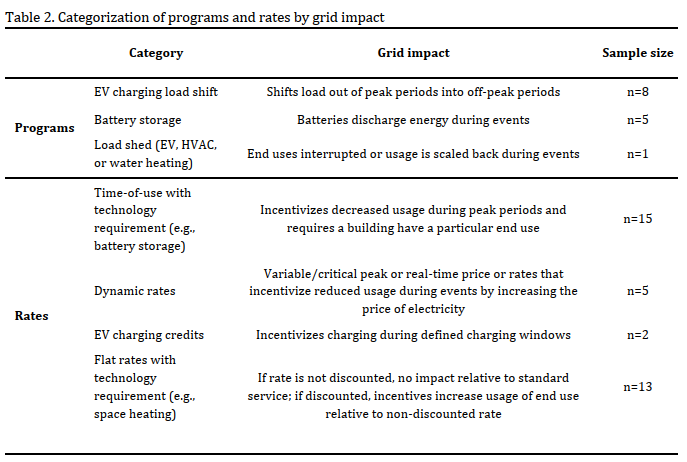 Table 2. Categorization of programs and rates by grid impact
Category Grid impact Sample size
Programs
EV charging load shift Shifts load out of peak periods into off-peak periods n=8
Battery storage Batteries discharge energy during events n=5
Load shed (EV, HVAC,
or water heating) End uses interrupted or usage is scaled back during events n=1
Rates
Time-of-use with
technology
requirement (e.g.,
battery storage)
Incentivizes decreased usage during peak periods and
requires a building have a particular end use
n=15
Dynamic rates
Variable/critical peak or real-time price or rates that
incentivize reduced usage during events by increasing the
price of electricity
n=5
EV charging credits Incentivizes charging during defined charging windows n=2
Flat rates with
technology
requirement (e.g.,
space heating)
If rate is not discounted, no impact relative to standard
service; if discounted, incentives increase usage of end use
relative to non-discounted rate
n=13